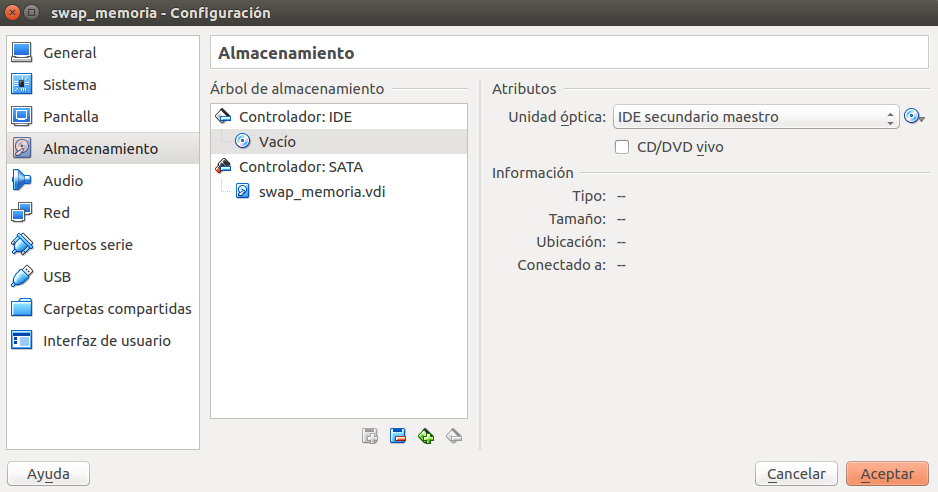 swap_memoria - Configuración
General
Sistema
Pantalla
Almacenamiento
Audio
Red
Puertos serie
USB
Carpetas compartidas
Interfaz de usuario
Almacenamiento
Árbol de almacenamiento
Controlador: IDE
Vacío
Controlador: SATA
swap_memoria.vdi
Atributos
Unidad óptica: IDE secundario maestro
CD/DVD vivo
Información
Tipo: --
Tamaño: --
Ubicación: --
Conectado a: --
Ayuda
Cancelar
Aceptar